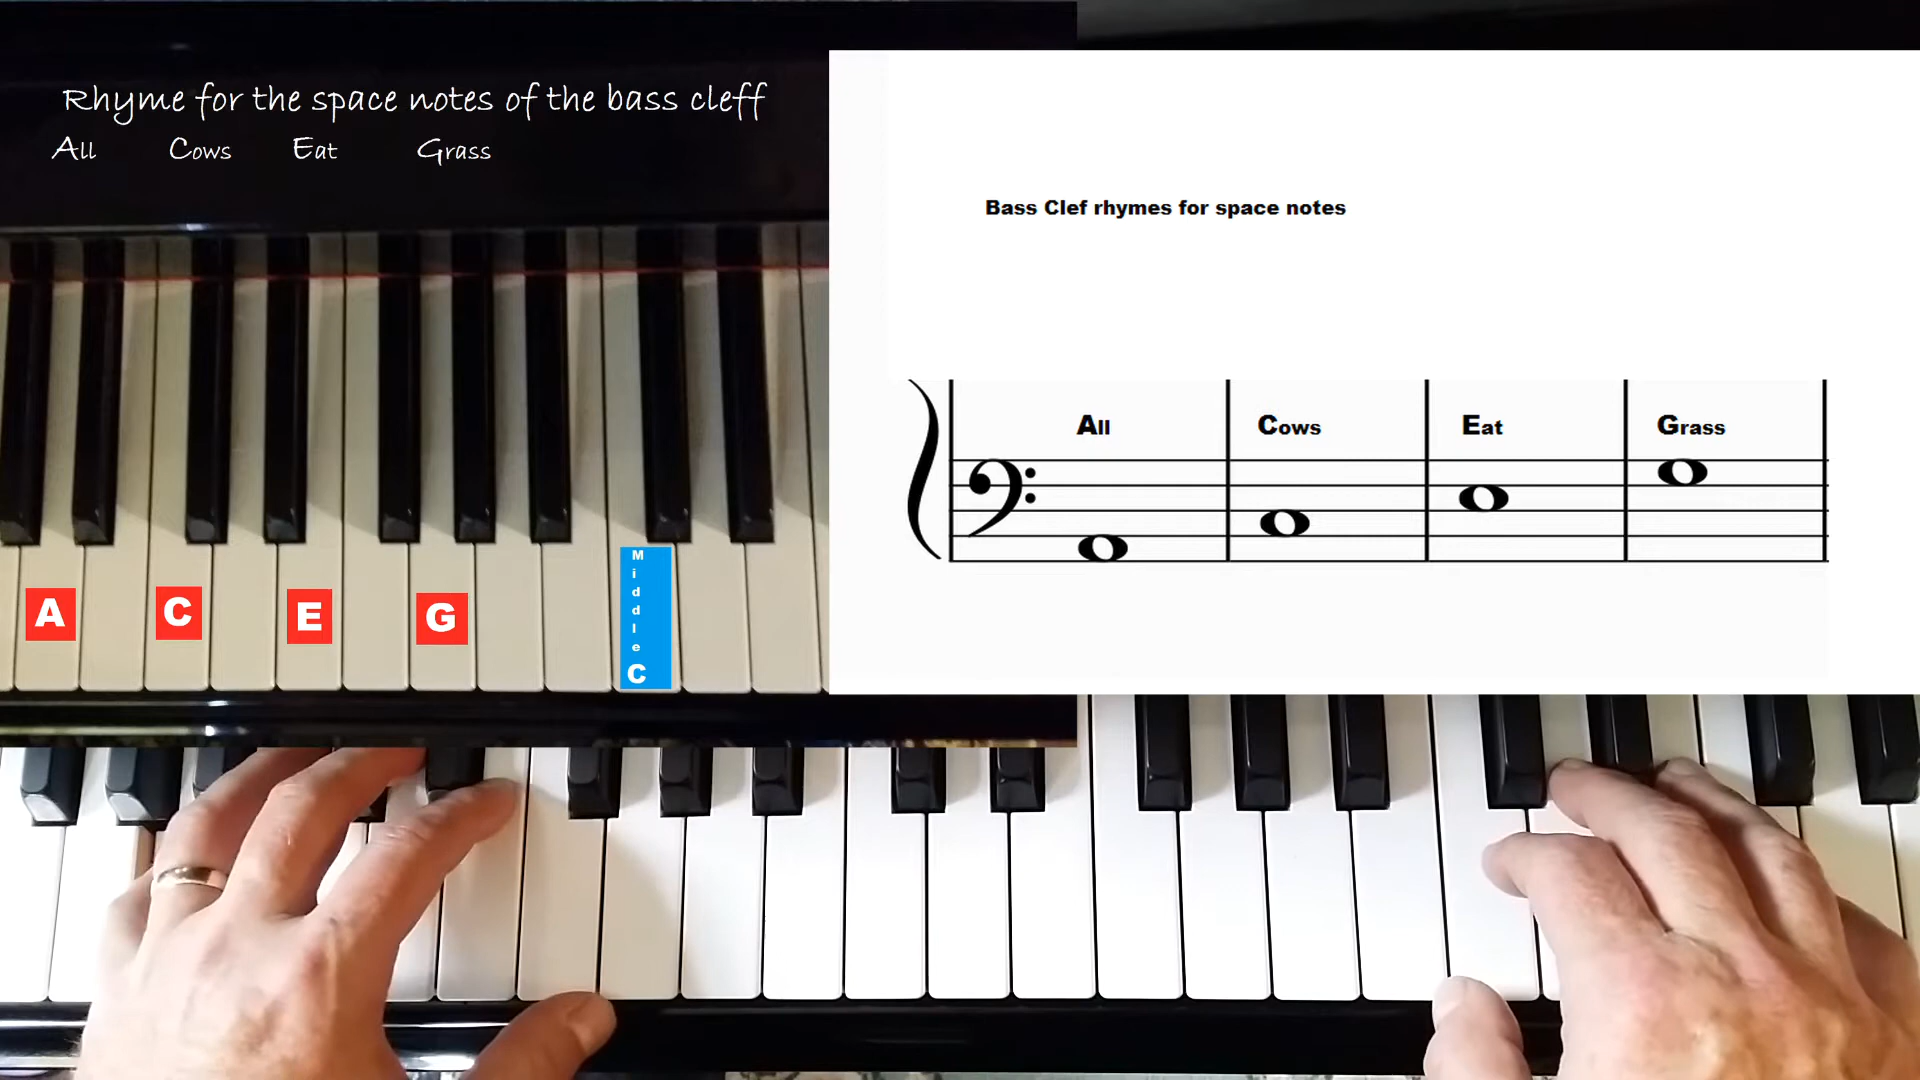 Rhyme for the space notes of the bass cleff
All Cows Eat Grass
Bass Clef rhymes for space notes
All Cows Eat Grass
A C E G
Middle C